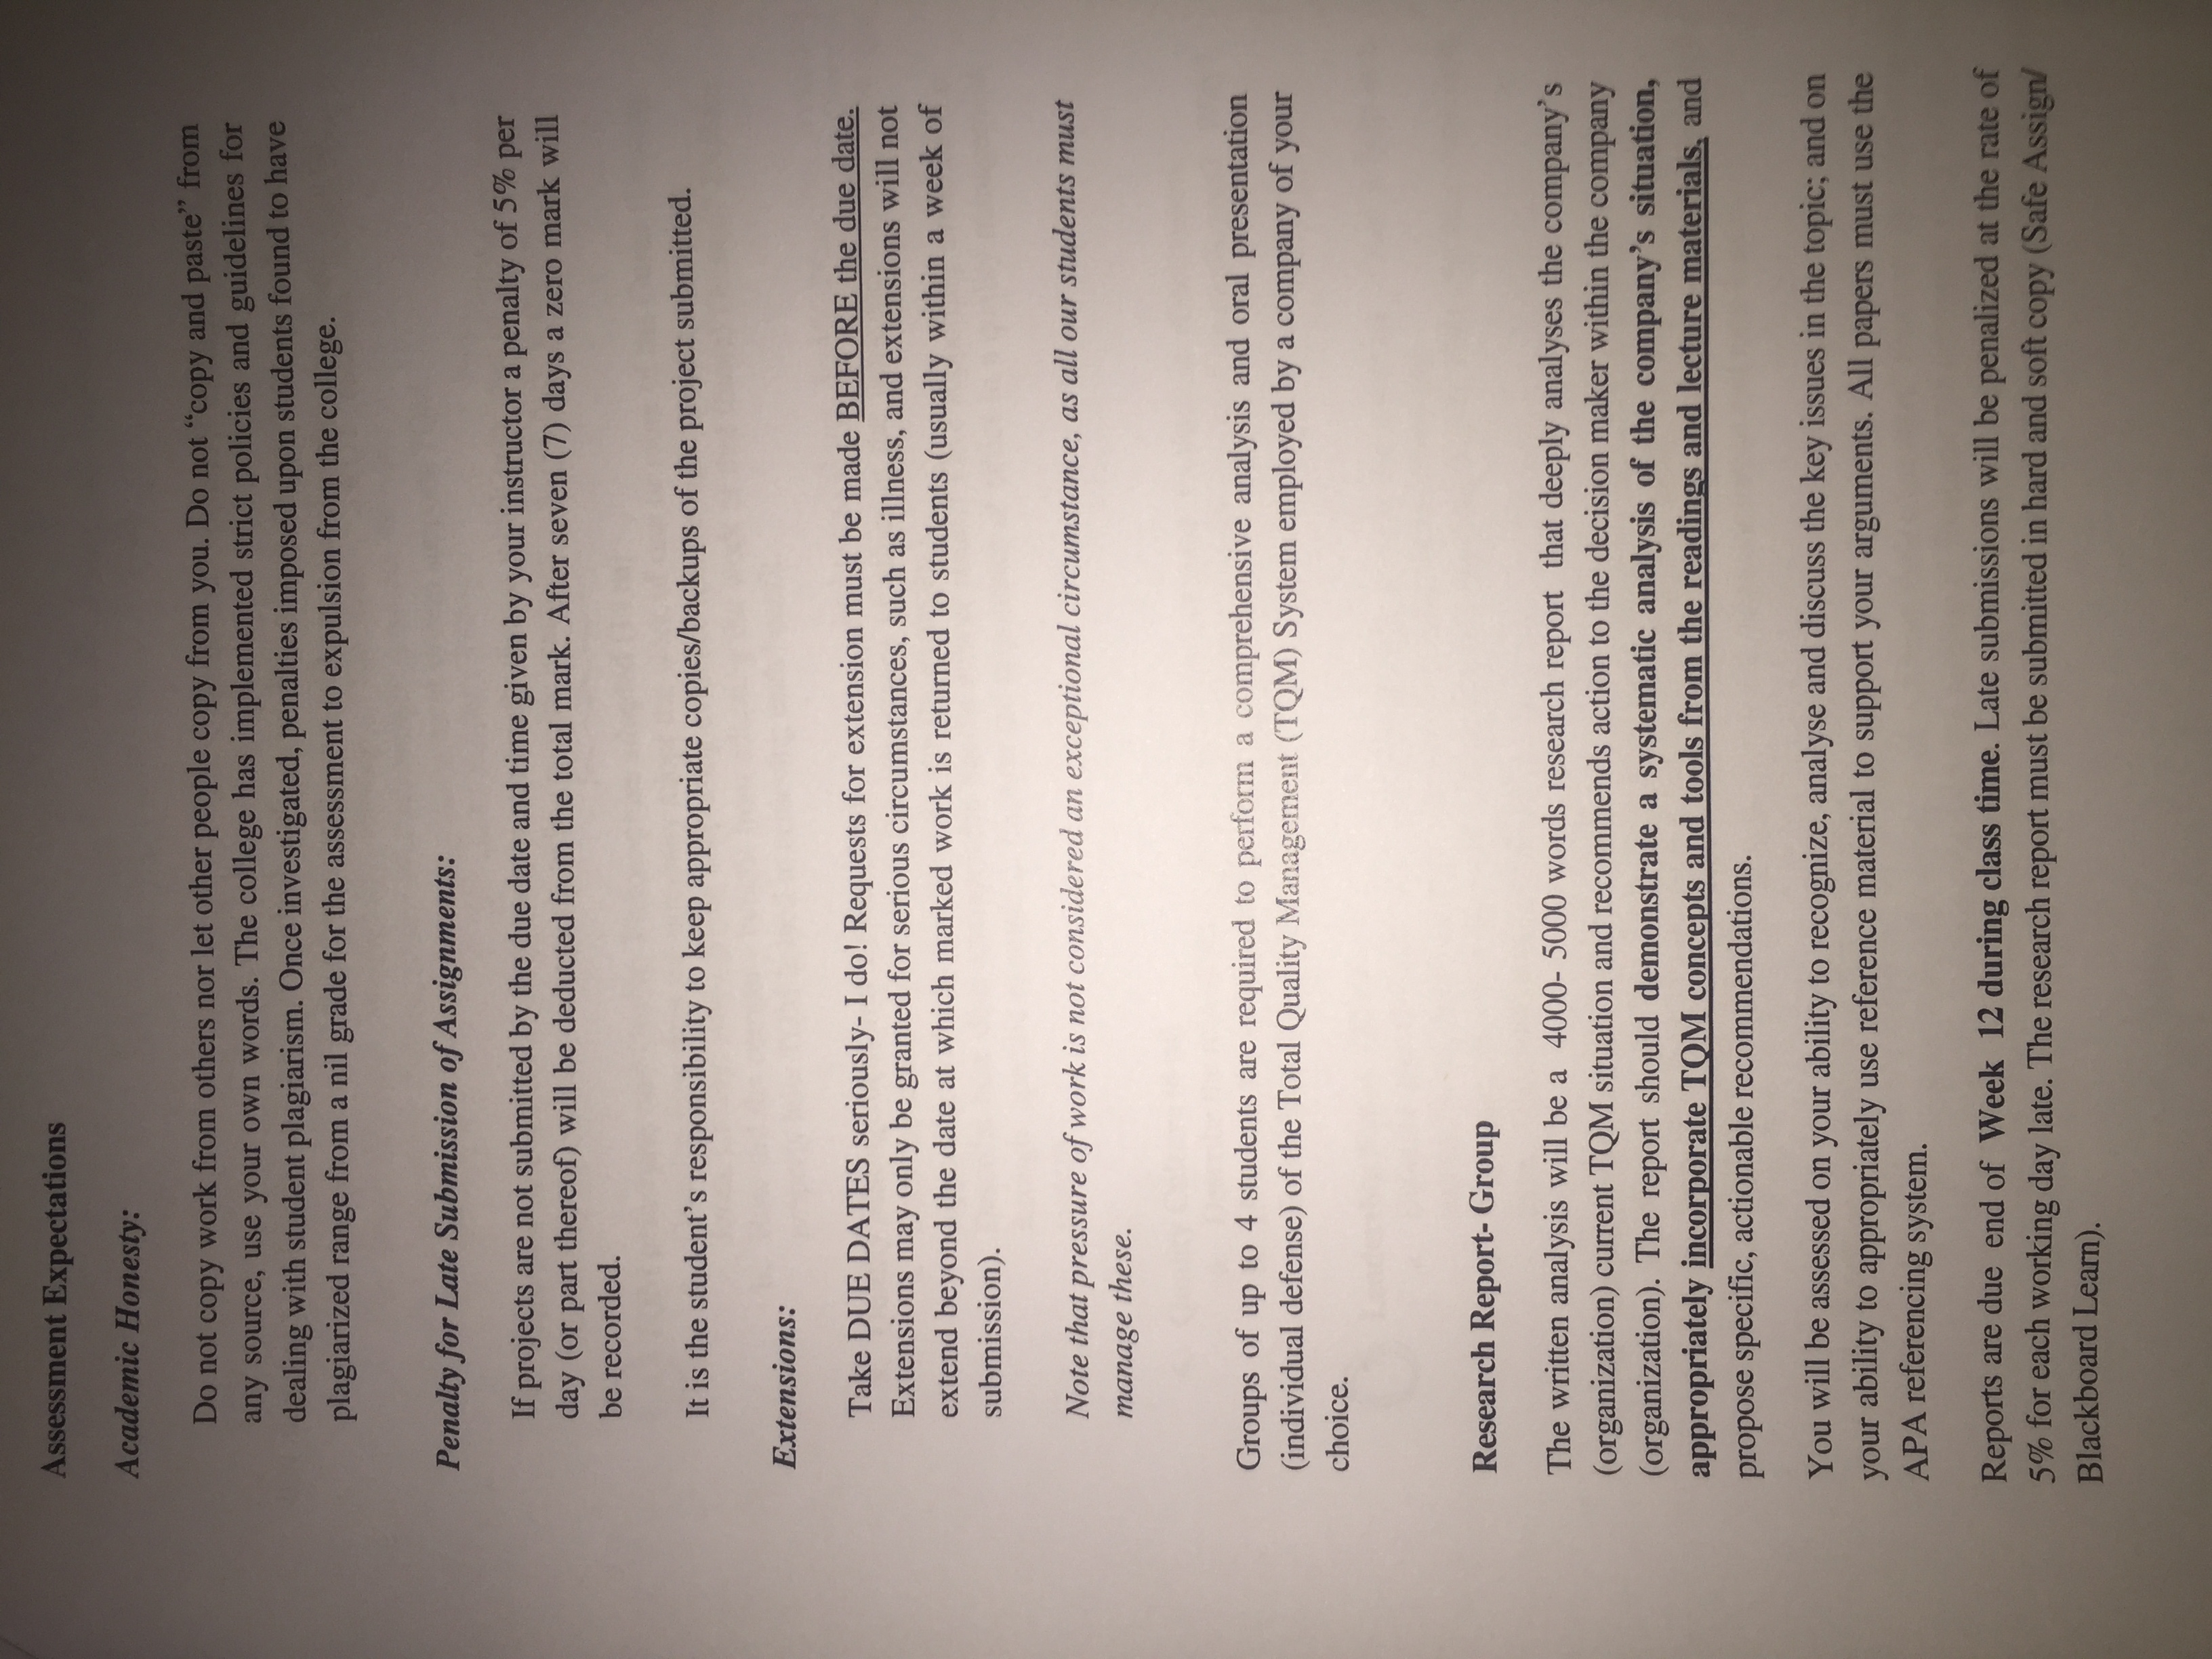 Assessment Expectations
Academic Honesty:
Do not copy work from others nor let other people copy from you. Do not “copy and paste” from
any source, use your own words. The college has implemented strict policies and guidelines for
dealing with student plagiarism. Once investigated, penalties imposed upon students found to have
plagiarized range from a nil grade for the assessment to expulsion from the college.
Penalty for Late Submission of Assignments:
If projects are not submitted by the due date and time given by your instructor a penalty of 5% per
day (or part thereof) will be deducted from the total mark. After seven (7) days a zero mark will
be recorded.
It is the student’s responsibility to keep appropriate copies/backups of the project submitted.
Extensions:
Take DUE DATES seriously- I do! Requests for extension must be made BEFORE the due date.
Extensions may only be granted for serious circumstances, such as illness, and extensions will not
extend beyond the date at which marked work is returned to students (usually within a week of
submission).
Note that pressure of work is not considered an exceptional circumstance, as all our students must
manage these.
Groups of up to 4 students are required to perform a comprehensive analysis and oral presentation
(individual defense) of the Total Quality Management (TQM) System employed by a company of your
choice.
Research Report- Group
The written analysis will be a 4000- 5000 words research report that deeply analyses the company’s
(organization) current TQM situation and recommends action to the decision maker within the company
(organization). The report should demonstrate a systematic analysis of the company’s situation,
appropriately incorporate TQM concepts and tools from the readings and lecture materials, and
propose specific, actionable recommendations.
You will be assessed on your ability to recognize, analyse and discuss the key issues in the topic; and on
your ability to appropriately use reference material to support your arguments. All papers must use the
APA referencing system.
Reports are due end of Week 12 during class time. Late submissions will be penalized at the rate of
5% for each working day late. The research report must be submitted in hard and soft copy (Safe Assign/
Blackboard Learn).